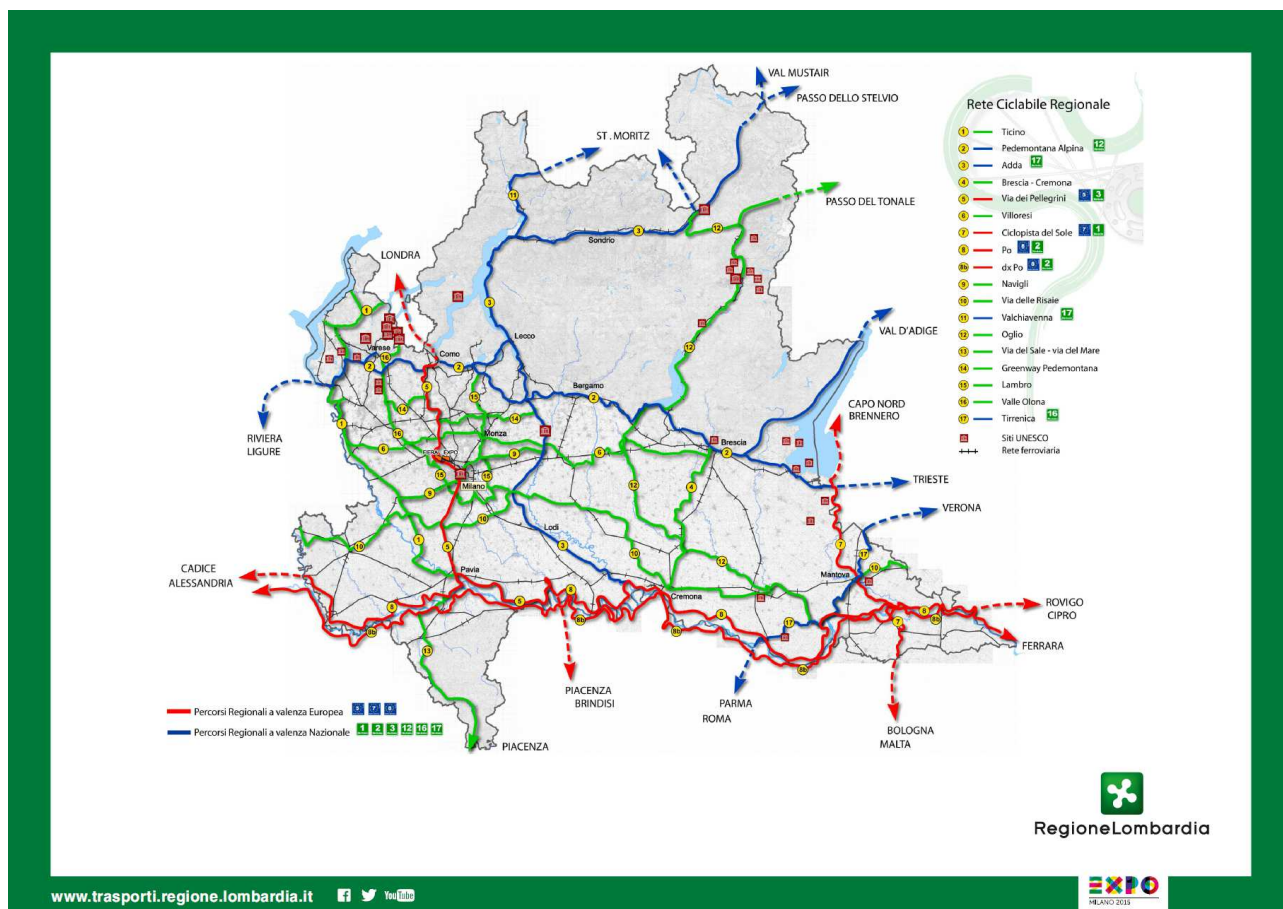 VAL MUSTAIR
PASSO DELLO STELVIO
ST . MORITZ
PASSO DEL TONALE
LONDRA
VAL D'ADIGE
CAPO NORD
BRENNERO
TRIESTE
VERONA
RIVIERA
LIGURE
CADICE
ALESSANDRIA
ROVIGO
CIPRO
FERRARA
PIACENZA
BRINDISI
PARMA
ROMA
BOLOGNA
MALTA
PIACENZA
Sondrio
Lecco
Varese
Como
Bergamo
Monza
Brescia
FIERA EXPO
Milano
Lodi
Pavia
Cremona
Mantova
Rete Ciclabile Regionale
1 Ticino
2 Pedemontana Alpina 12
3 Adda 17
4 Brescia - Cremona
5 Via dei Pellegrini 5 3
6 Villoresi
7 Ciclopista del Sole 7 1
8 Po 8 2
8b dx Po 8 2
9 Navigli
10 Via delle Risaie
11 Valchiavenna 17
12 Oglio
13 Via del Sale - via del Mare
14 Greenway Pedemontana
15 Lambro
16 Valle Olona
17 Tirrenica 16
Siti UNESCO
Rete ferroviaria
Percorsi Regionali a valenza Europea 5 7 8
Percorsi Regionali a valenza Nazionale 1 2 3 12 16 17
RegioneLombardia
www.trasporti.regione.lombardia.it
YouTube
EXPO
MILANO 2015